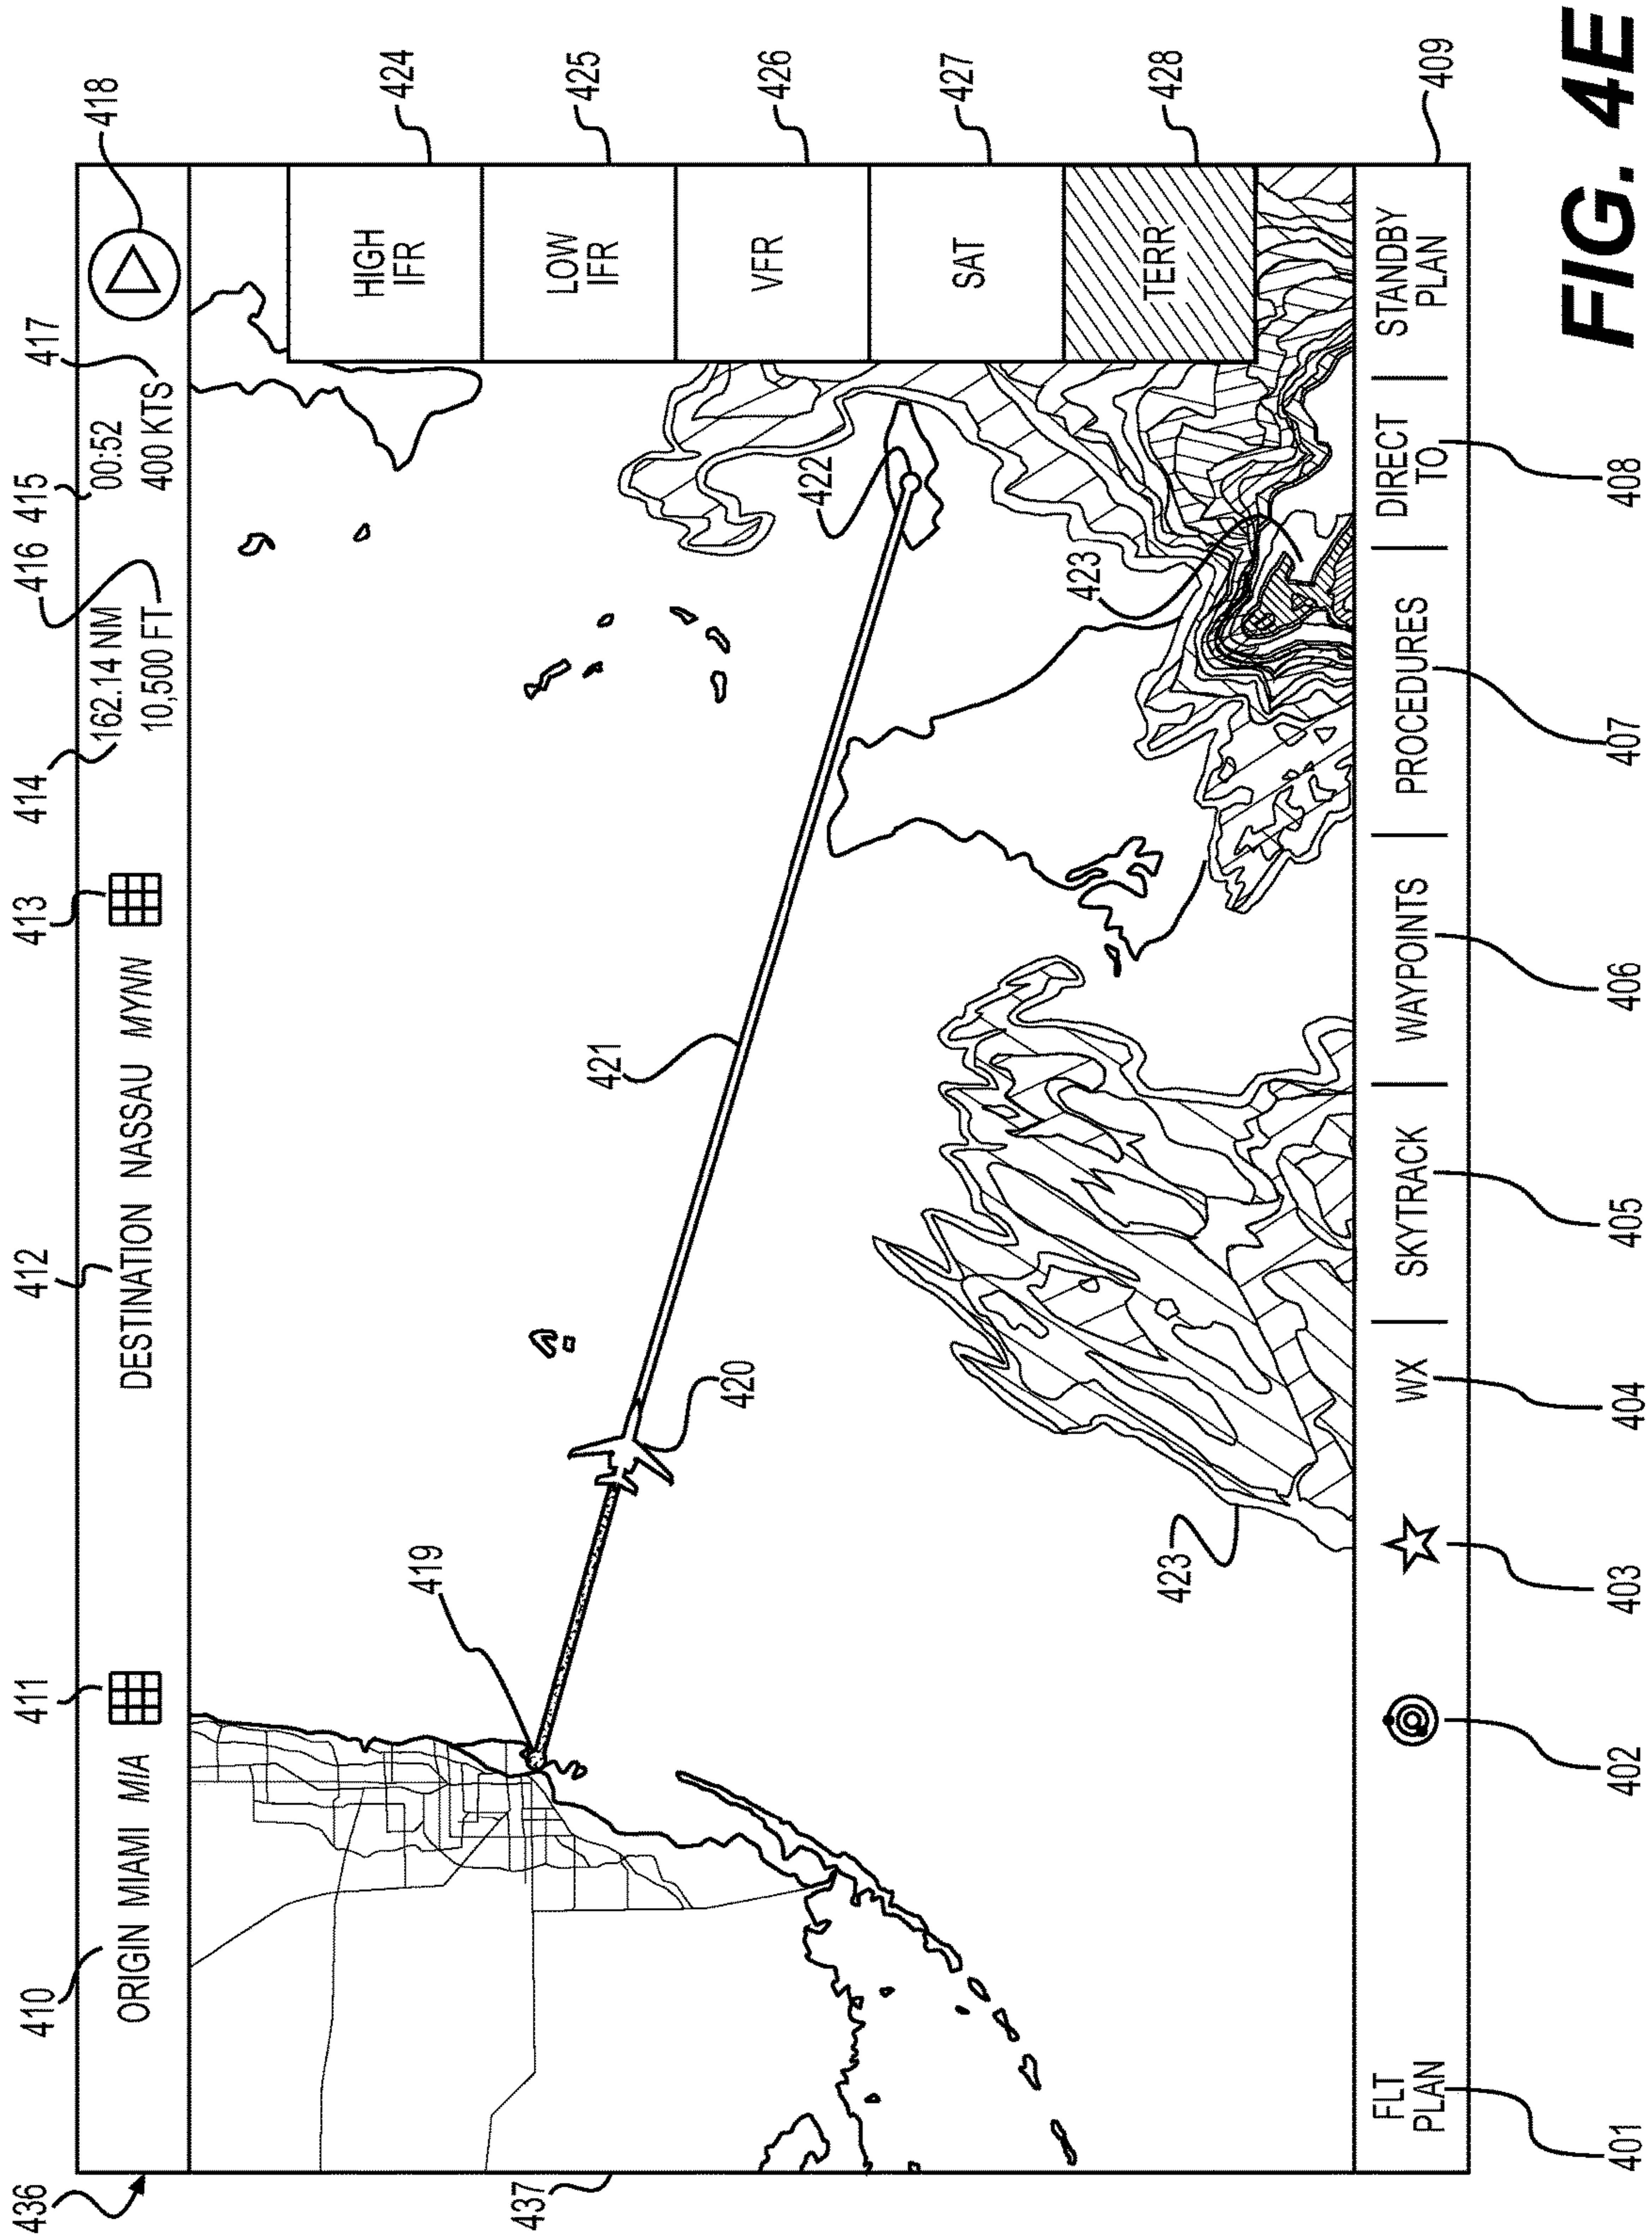 436
410
ORIGIN MIAMI MIA
411
412
DESTINATION NASSAU MYNN
413
414
162.14 NM
416
10,500 FT
415
00:52
417
400 KTS
418
HIGH
IFR
424
LOW
IFR
425
VFR
426
SAT
427
TERR
428
419
420
421
422
423
423
437
FLT
PLAN
WX
SKYTRACK
WAYPOINTS
PROCEDURES
DIRECT
TO
STANDBY
PLAN
409
401
402
403
404
405
406
407
408
FIG. 4E